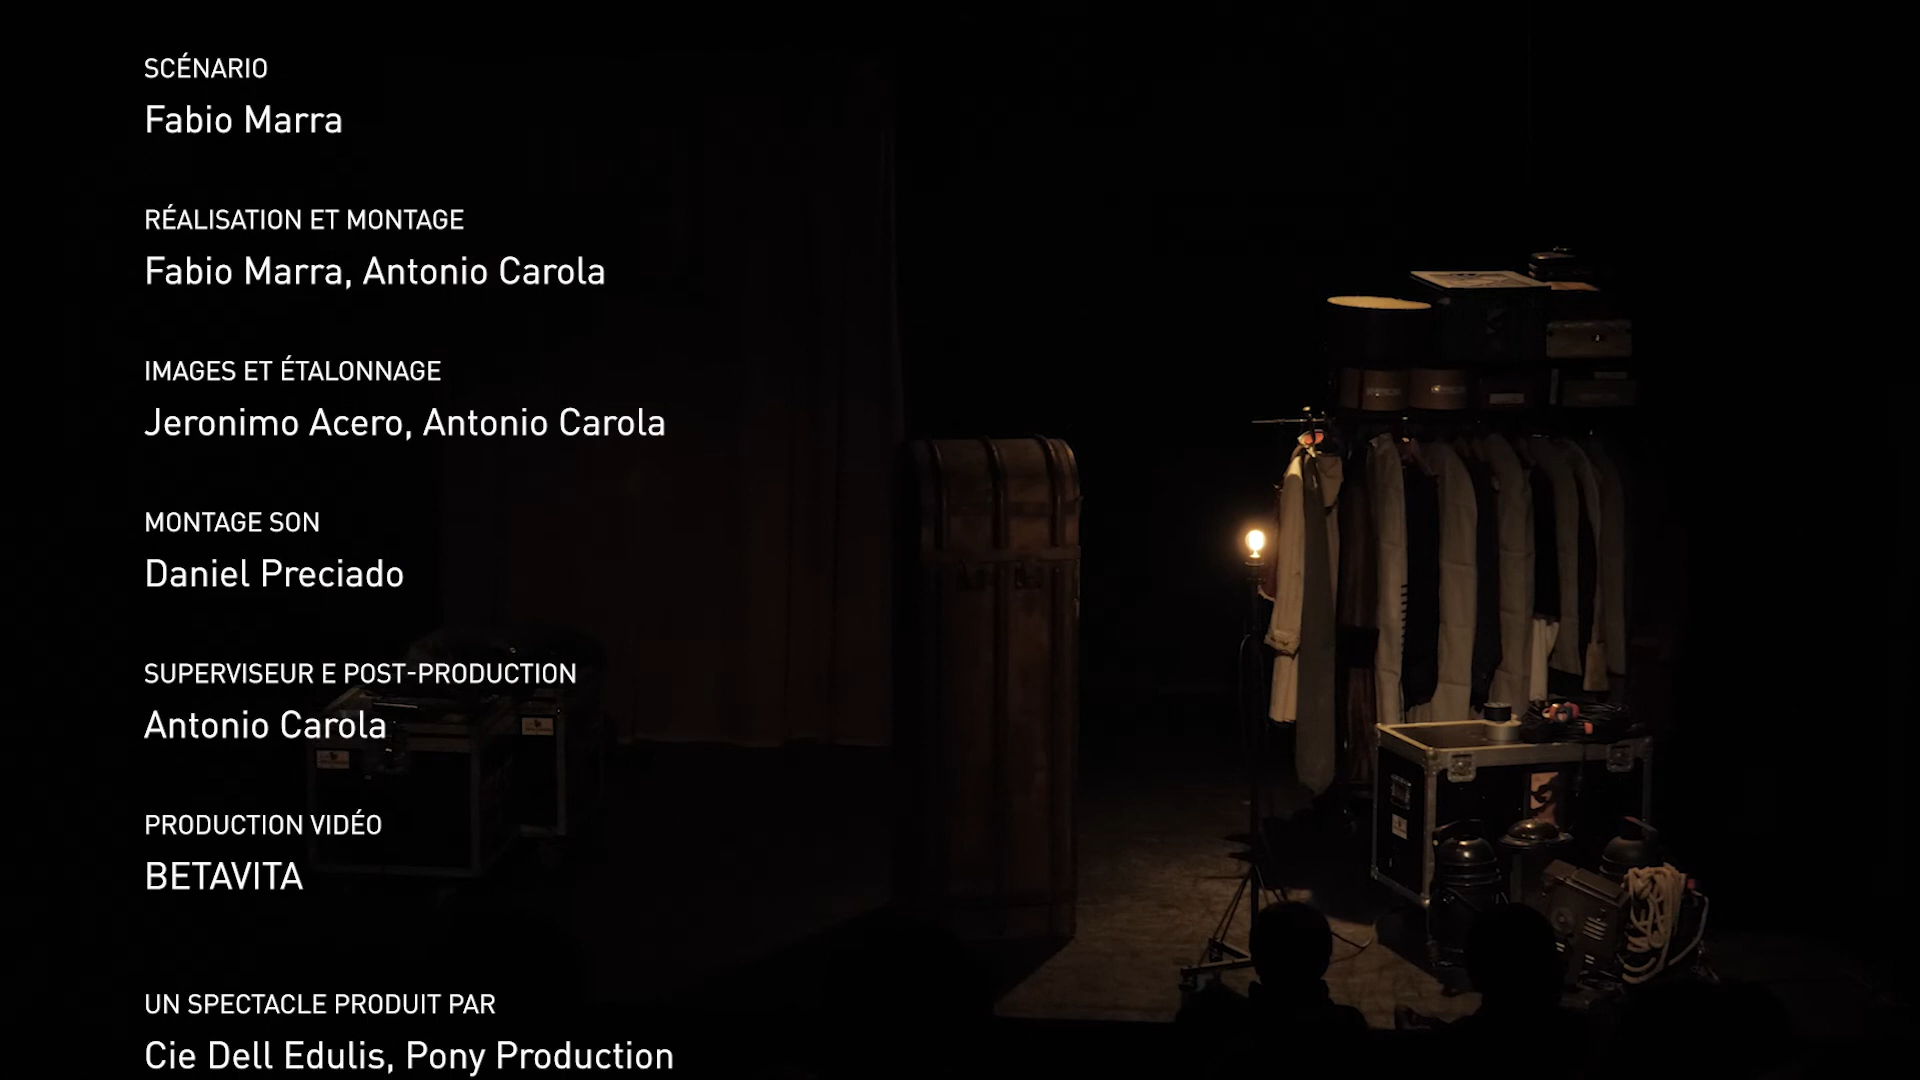 SCÉNARIO
Fabio Marra
RÉALISATION ET MONTAGE
Fabio Marra, Antonio Carola
IMAGES ET ÉTALONNAGE
Jeronimo Acero, Antonio Carola
MONTAGE SON
Daniel Preciado
SUPERVISEUR E POST-PRODUCTION
Antonio Carola
PRODUCTION VIDÉO
BETAVITA
UN SPECTACLE PRODUIT PAR
Cie Dell Edulis, Pony Production